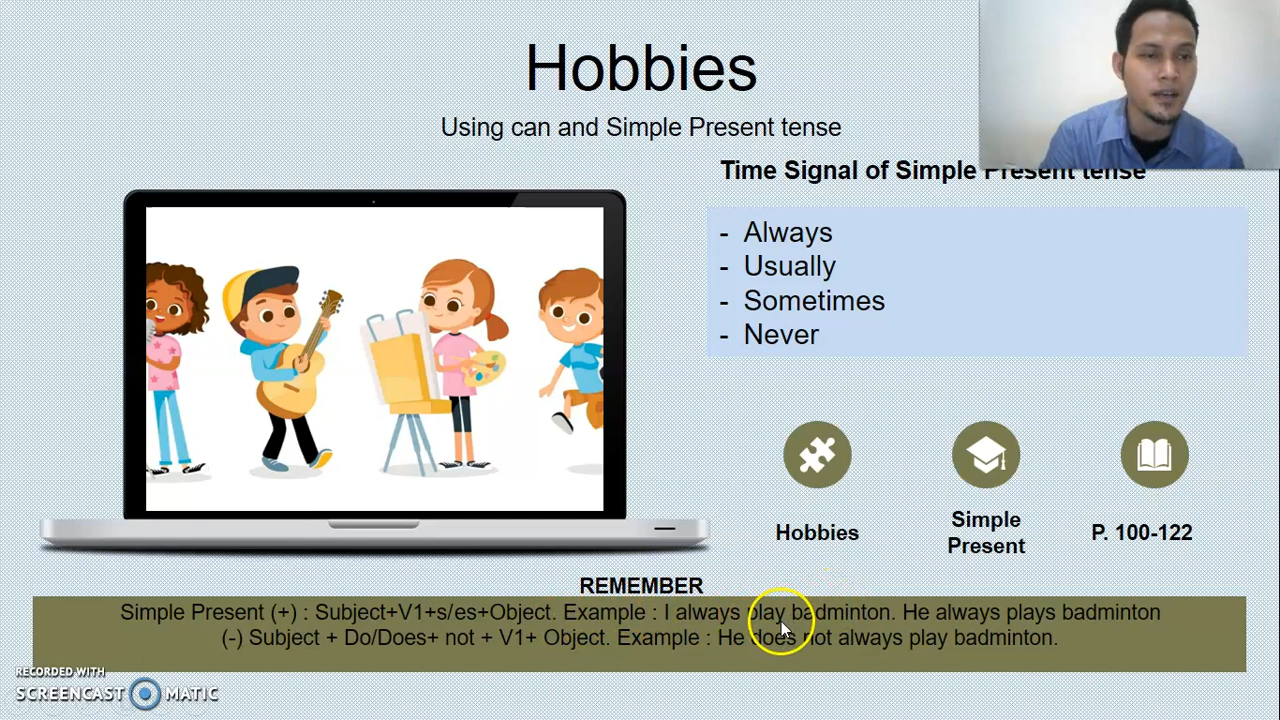 Hobbies
Using can and Simple Present tense
Time Signal of Simple Present tense
- Always
- Usually
- Sometimes
- Never
Hobbies
Simple
Present
P. 100-122
REMEMBER
Simple Present (+) : Subject+V1+s/es+Object. Example : I always play badminton. He always plays badminton
(-) Subject + Do/Does+ not + V1+ Object. Example : He does not always play badminton.
RECORDED WITH
SCREENCAST MATIC